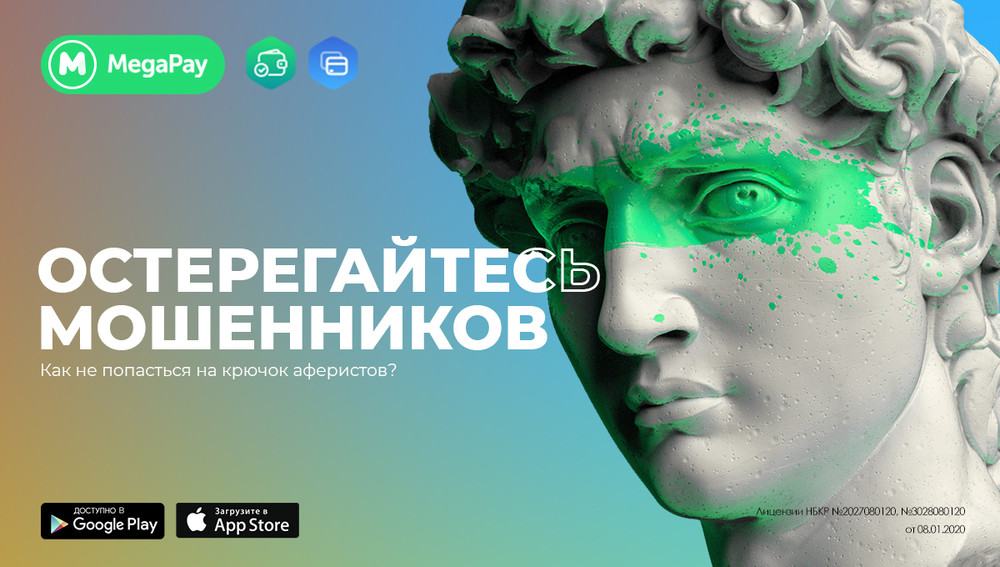 MegaPay
ОСТЕРЕГАЙТЕСЬ
МОШЕННИКОВ
Как не попасться на крючок аферистов?
ДОСТУПНО В
Google Play
Загрузите в
App Store
Лицензии НБКР №2027080120, №3028080120
от 08.01.2020